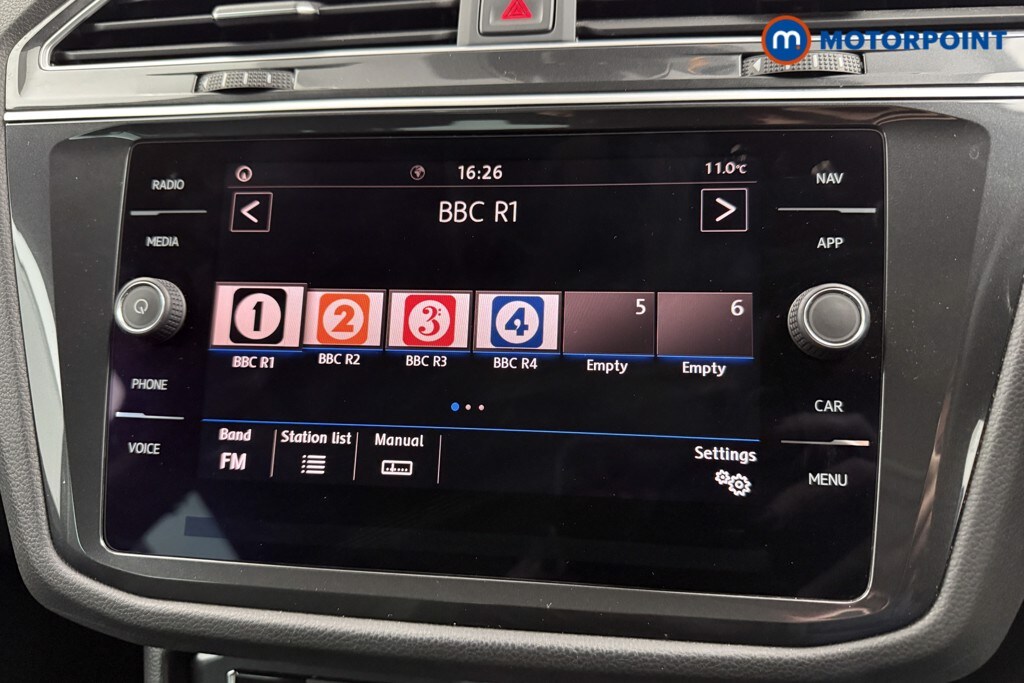 m MOTORPOINT
RADIO
MEDIA
PHONE
VOICE
16:26
11.0°C
< BBC R1 >
1 2 3 4 5 6
BBC R1 BBC R2 BBC R3 BBC R4 Empty Empty
Band Station list Manual
FM
Settings
NAV
APP
CAR
MENU